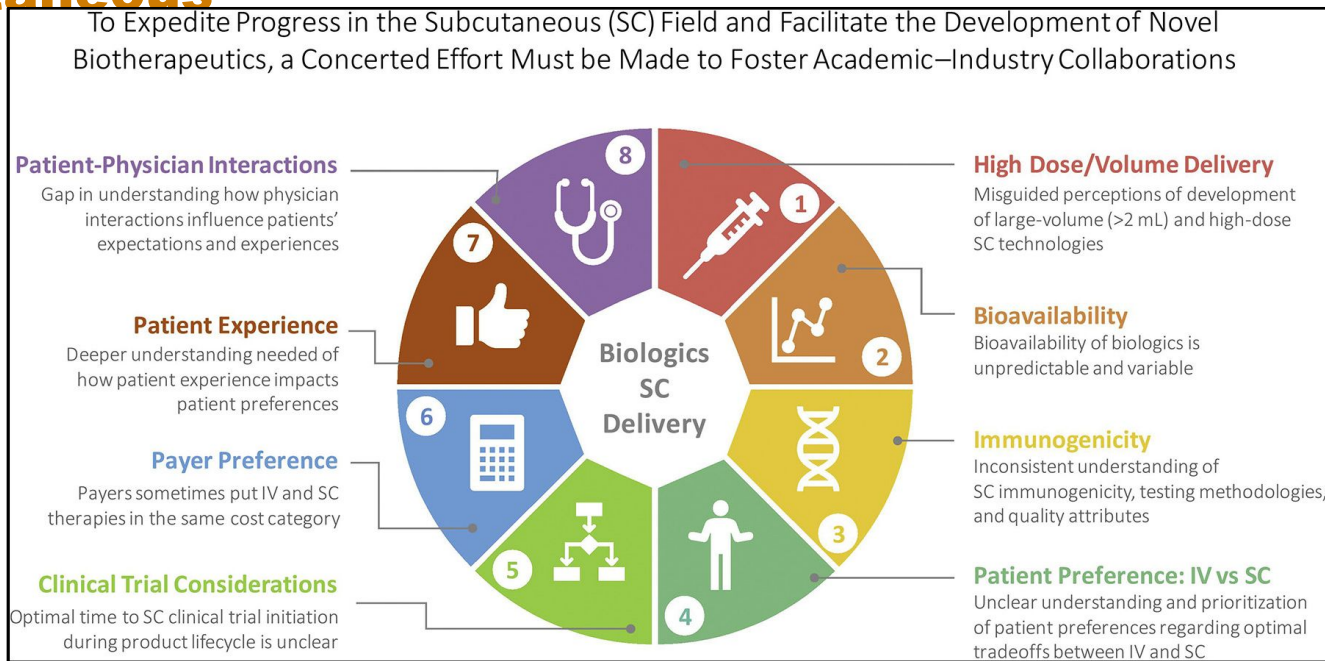 To Expedite Progress in the Subcutaneous (SC) Field and Facilitate the Development of Novel
Biotherapeutics, a Concerted Effort Must be Made to Foster Academic–Industry Collaborations
Patient-Physician Interactions
Gap in understanding how physician
interactions influence patients’
expectations and experiences
Patient Experience
Deeper understanding needed of
how patient experience impacts
patient preferences
Payer Preference
Payers sometimes put IV and SC
therapies in the same cost category
Clinical Trial Considerations
Optimal time to SC clinical trial initiation
during product lifecycle is unclear
8
1
7
2
6
3
5
4
Biologics
SC
Delivery
High Dose/Volume Delivery
Misguided perceptions of development
of large-volume (>2 mL) and high-dose
SC technologies
Bioavailability
Bioavailability of biologics is
unpredictable and variable
Immunogenicity
Inconsistent understanding of
SC immunogenicity, testing methodologies,
and quality attributes
Patient Preference: IV vs SC
Unclear understanding and prioritization
of patient preferences regarding optimal
tradeoffs between IV and SC